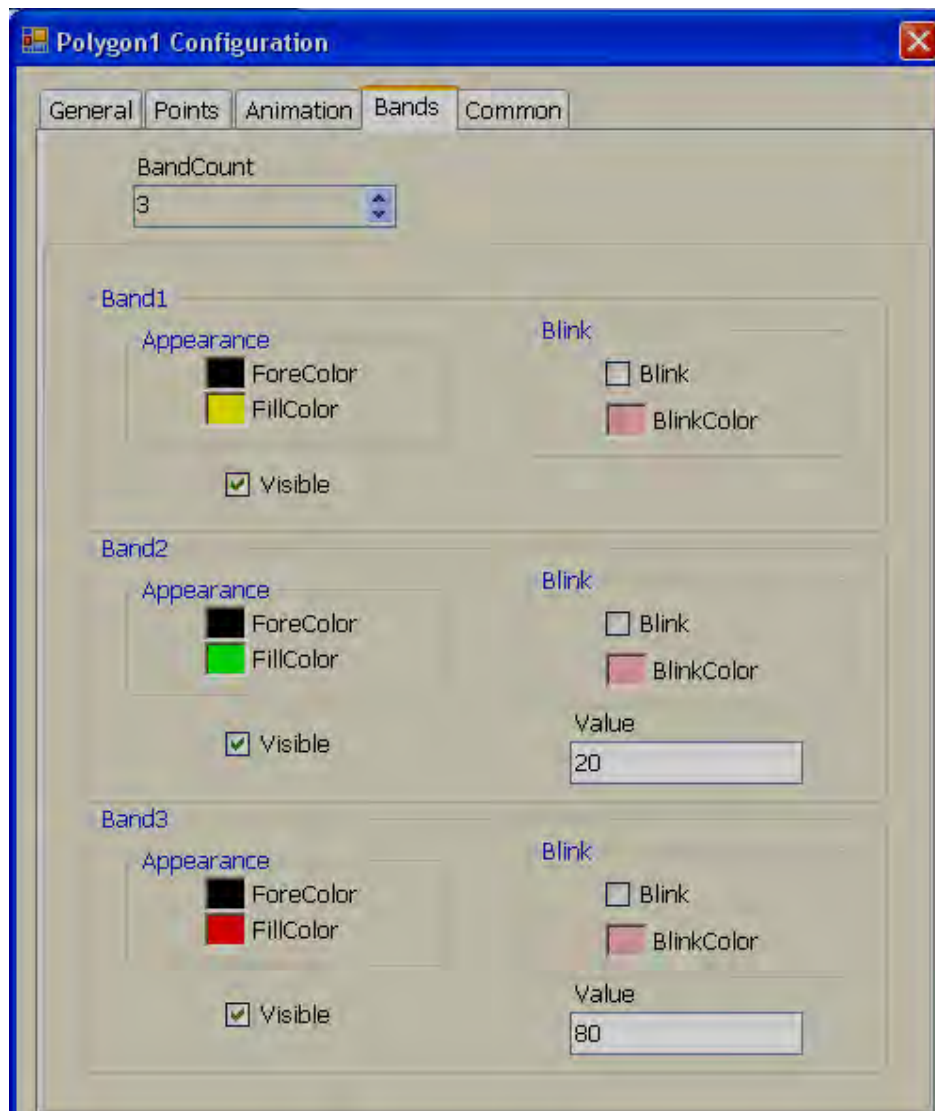 Polygon1 Configuration
General Points Animation Bands Common
BandCount
3
Band1
Appearance
ForeColor
FillColor
Visible
Blink
Blink
BlinkColor
Band2
Appearance
ForeColor
FillColor
Visible
Blink
Blink
BlinkColor
Value
20
Band3
Appearance
ForeColor
FillColor
Visible
Blink
Blink
BlinkColor
Value
80